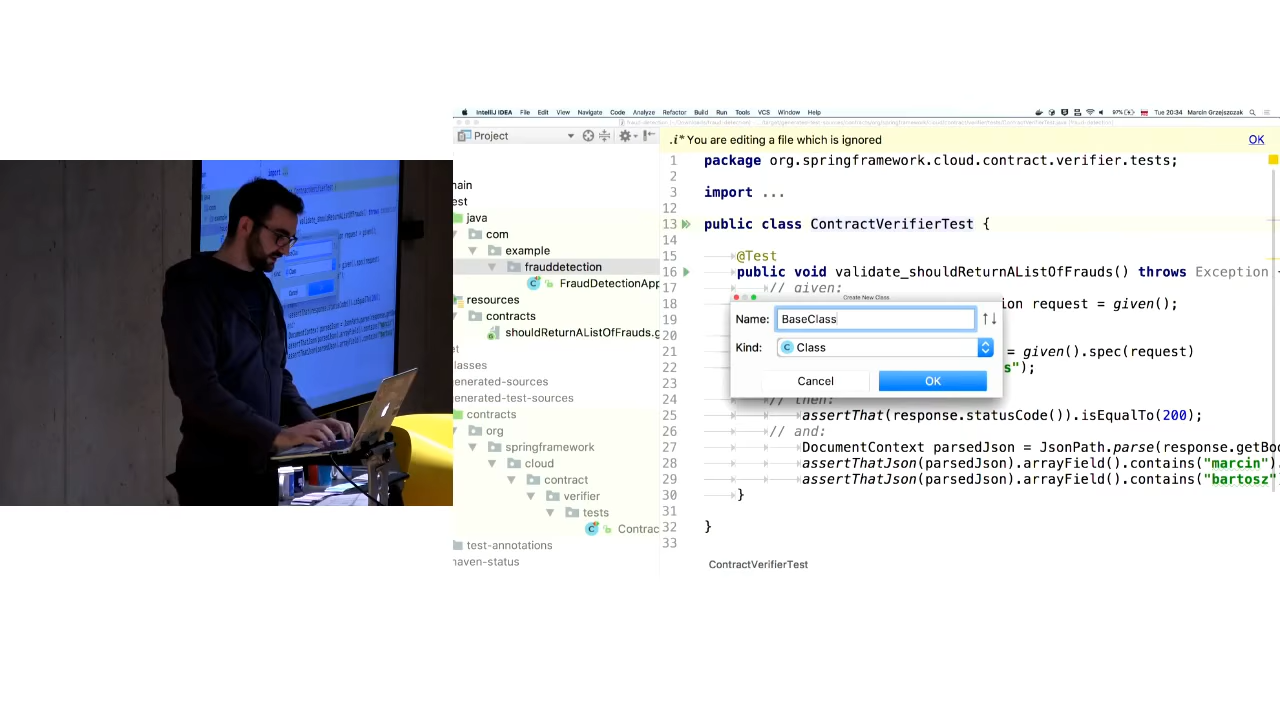 IntelliJ IDEA File Edit View Navigate Code Analyze Refactor Build Run Tools VCS Window Help 97% Tue 20:34 Marcin Grzejszczak
Project
.i* You are editing a file which is ignored OK
ain
est
java
com
example
frauddetection
FraudDetectionApp
resources
contracts
shouldReturnAListOfFrauds.g
et
lasses
enerated-sources
enerated-test-sources
contracts
org
springframework
cloud
contract
verifier
tests
Contrac
test-annotations
naven-status
1 package org.springframework.cloud.contract.verifier.tests;
2
3 import ...
12
13 public class ContractVerifierTest {
14
15 @Test
16 public void validate_shouldReturnAListOfFrauds() throws Exception
17 // given:
18 on request = given();
19
20
21 = given().spec(request)
22 s");
23
24 // then:
25 assertThat(response.statusCode()).isEqualTo(200);
26 // and:
27 DocumentContext parsedJson = JsonPath.parse(response.getBo
28 assertThatJson(parsedJson).arrayField().contains("marcin").
29 assertThatJson(parsedJson).arrayField().contains("bartosz"
30 }
31
32 }
33
Create New Class
Name: BaseClass
Kind: Class
Cancel OK
ContractVerifierTest